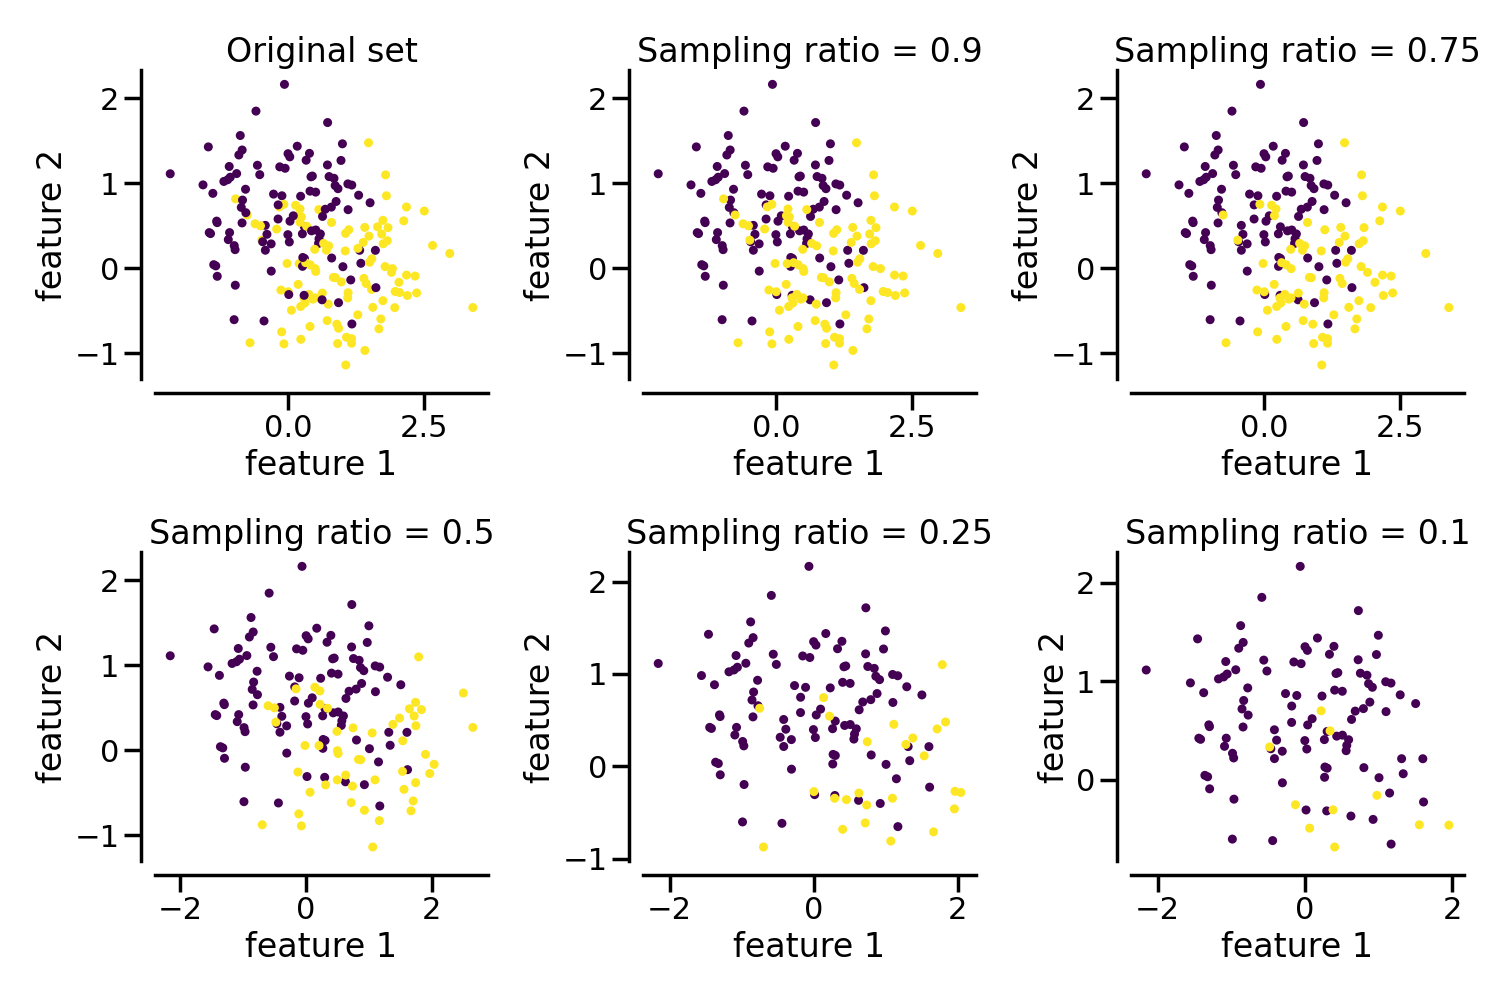 Original set
2
1
0
−1
feature 2
0.0 2.5
feature 1
Sampling ratio = 0.9
2
1
0
−1
feature 2
0.0 2.5
feature 1
Sampling ratio = 0.75
2
1
0
−1
feature 2
0.0 2.5
feature 1
Sampling ratio = 0.5
2
1
0
−1
feature 2
−2 0 2
feature 1
Sampling ratio = 0.25
2
1
0
−1
feature 2
−2 0 2
feature 1
Sampling ratio = 0.1
2
1
0
feature 2
−2 0 2
feature 1